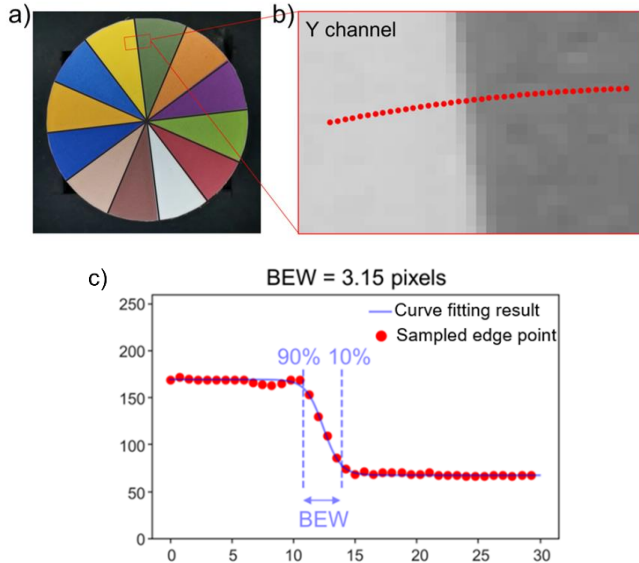 a)
b)
Y channel
c)
BEW = 3.15 pixels
250
200
150
100
50
0
Curve fitting result
Sampled edge point
90% 10%
BEW
0 5 10 15 20 25 30